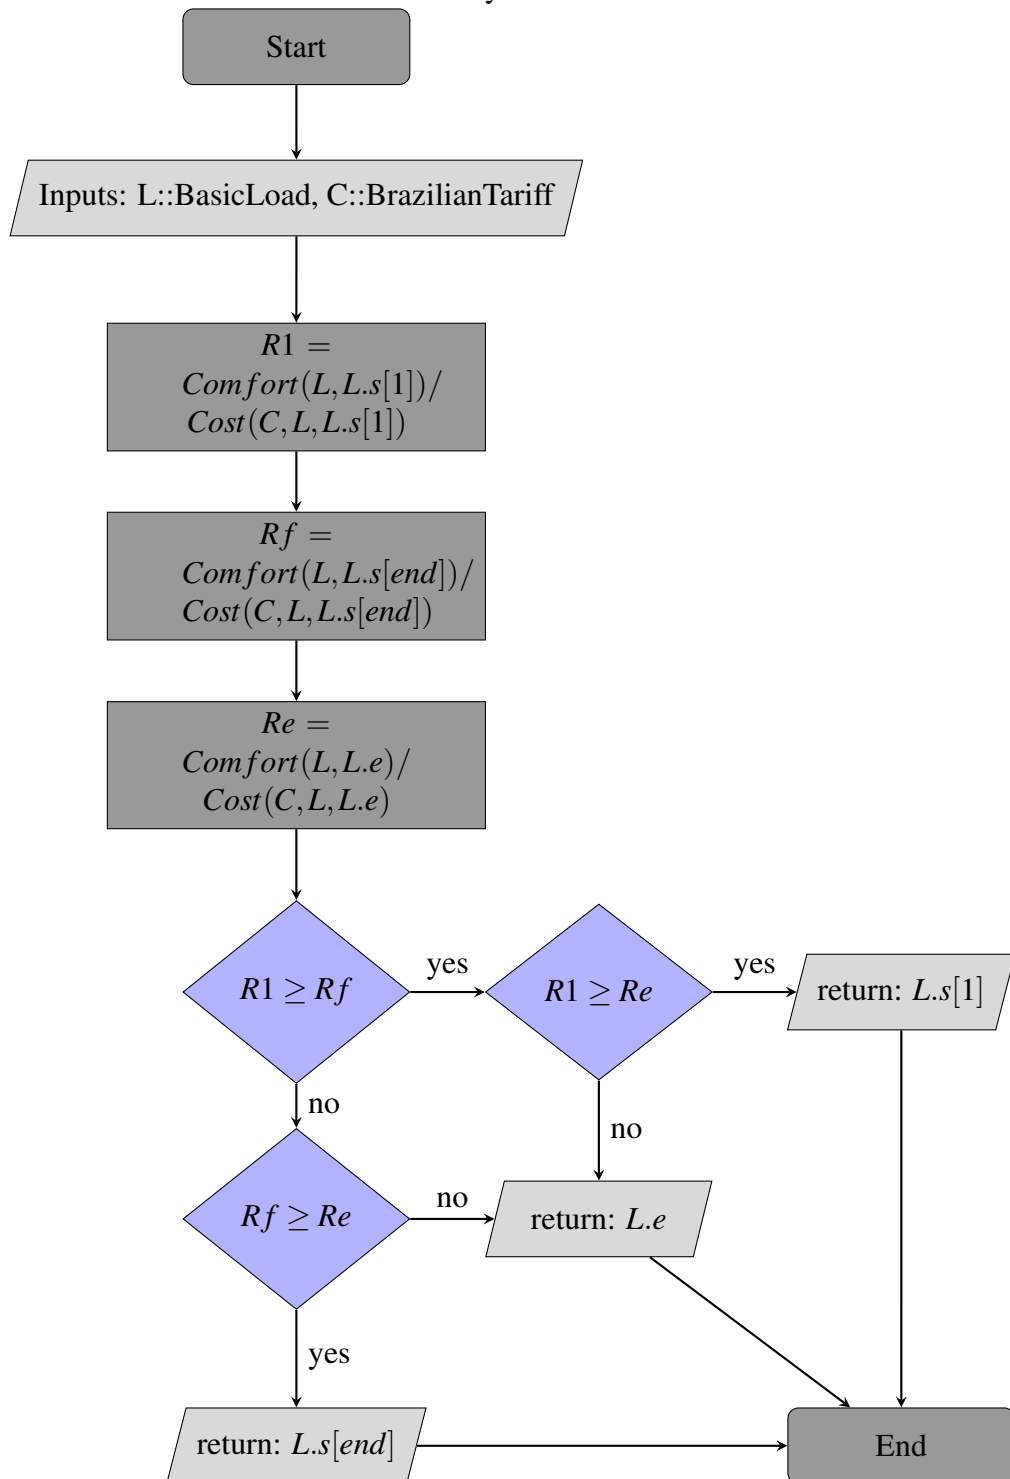 Start
Inputs: L::BasicLoad, C::BrazilianTariff
R1 =
Comfort(L, L.s[1])/
Cost(C, L, L.s[1])
Rf =
Comfort(L, L.s[end])/
Cost(C, L, L.s[end])
Re =
Comfort(L, L.e)/
Cost(C, L, L.e)
R1 ≥ Rf
yes
R1 ≥ Re
yes
return: L.s[1]
no
no
Rf ≥ Re
no
return: L.e
yes
return: L.s[end]
End